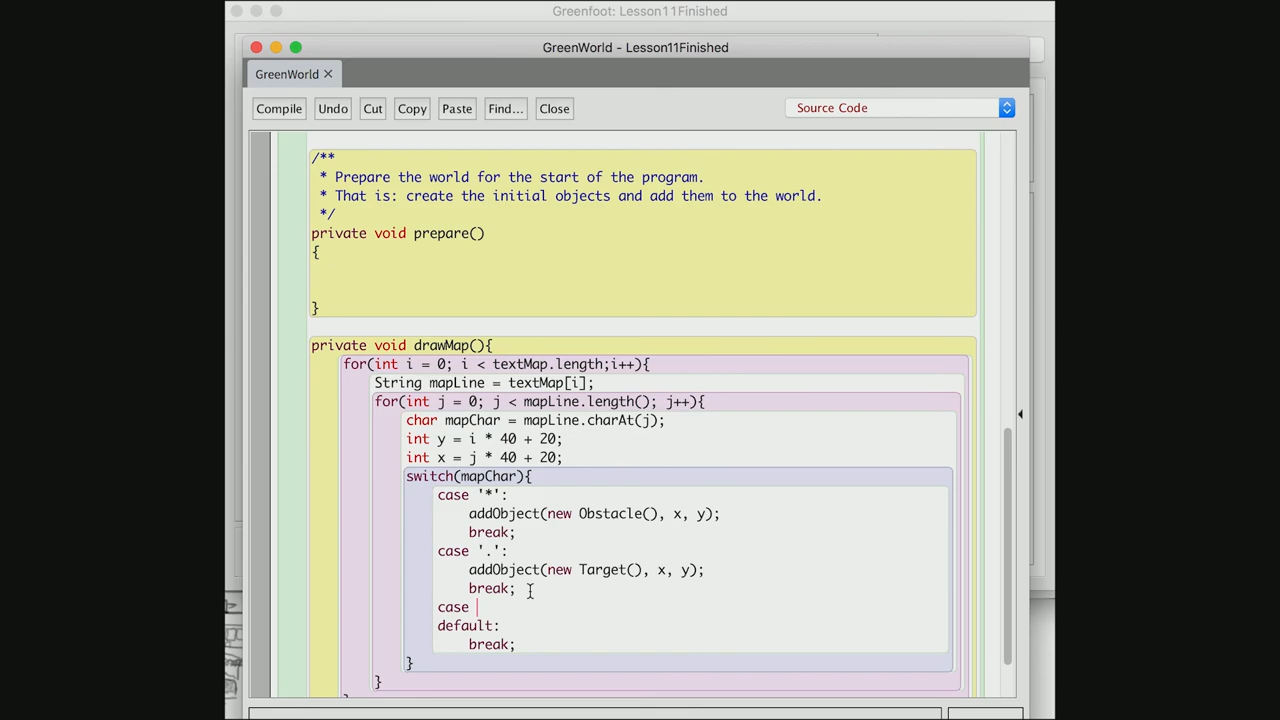 Greenfoot: Lesson11Finished
GreenWorld - Lesson11Finished
GreenWorld ✕
Compile Undo Cut Copy Paste Find... Close Source Code
/**
* Prepare the world for the start of the program.
* That is: create the initial objects and add them to the world.
*/
private void prepare()
{
}
private void drawMap(){
for(int i = 0; i < textMap.length;i++){
String mapLine = textMap[i];
for(int j = 0; j < mapLine.length(); j++){
char mapChar = mapLine.charAt(j);
int y = i * 40 + 20;
int x = j * 40 + 20;
switch(mapChar){
case '*':
addObject(new Obstacle(), x, y);
break;
case '.':
addObject(new Target(), x, y);
break;
case
default:
break;
}
}